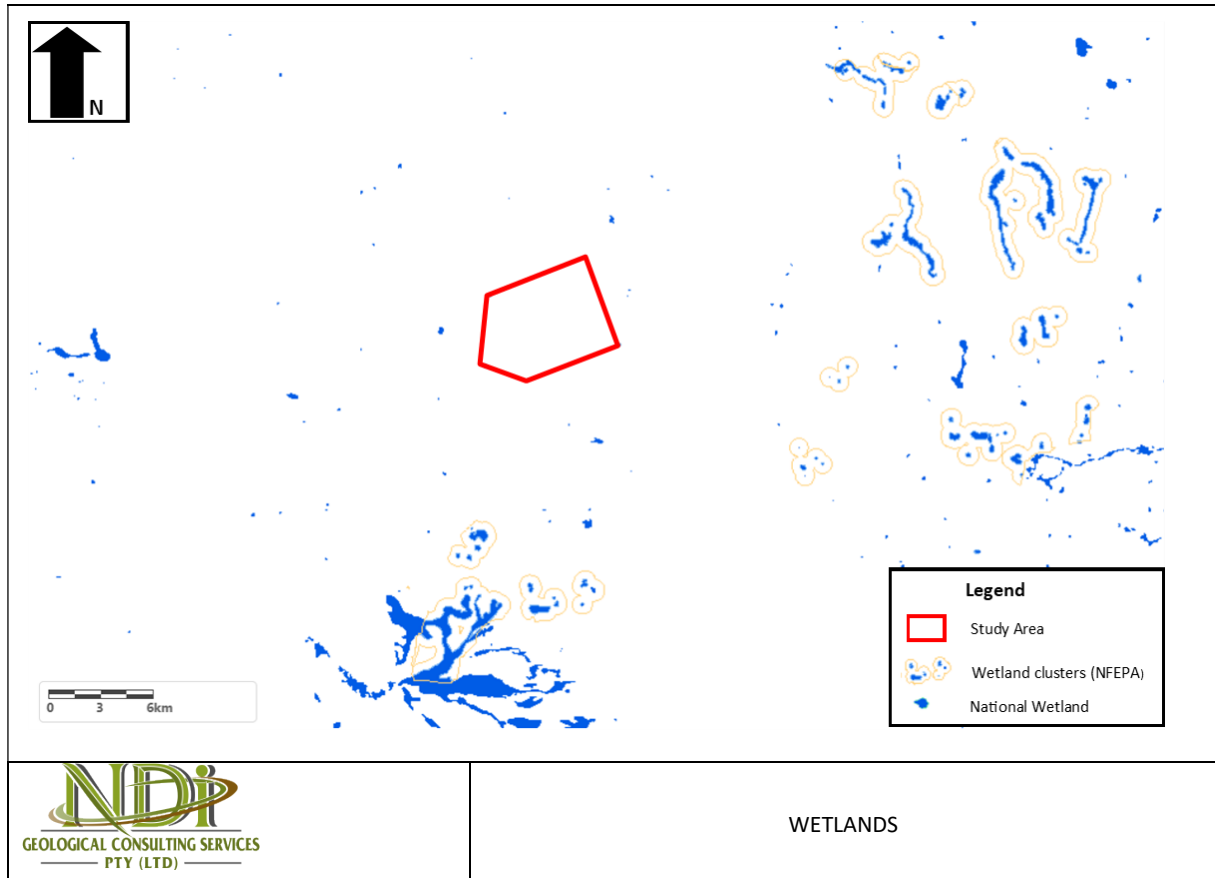 N
Legend
Study Area
Wetland clusters (NFEPA)
National Wetland
0 3 6km
NDi
GEOLOGICAL CONSULTING SERVICES
PTY (LTD)
WETLANDS